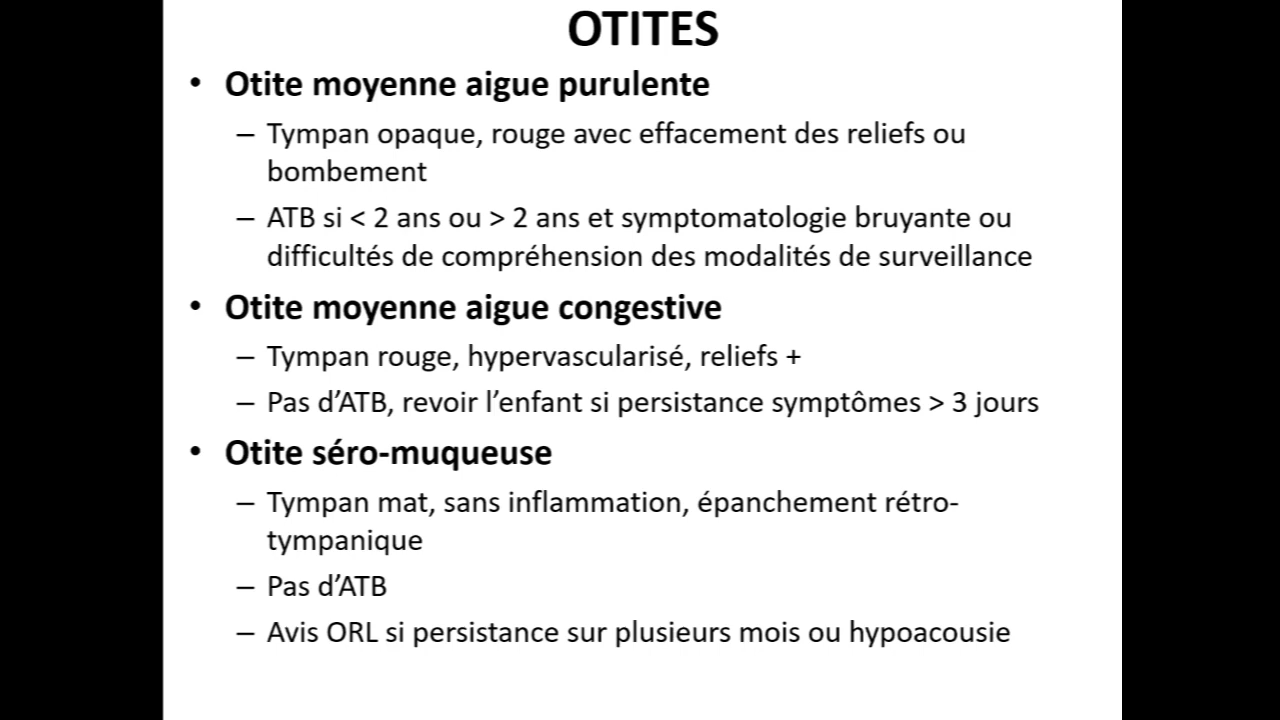 OTITES
• Otite moyenne aigue purulente
– Tympan opaque, rouge avec effacement des reliefs ou
bombement
– ATB si < 2 ans ou > 2 ans et symptomatologie bruyante ou
difficultés de compréhension des modalités de surveillance
• Otite moyenne aigue congestive
– Tympan rouge, hypervascularisé, reliefs +
– Pas d’ATB, revoir l’enfant si persistance symptômes > 3 jours
• Otite séro-muqueuse
– Tympan mat, sans inflammation, épanchement rétro-
tympanique
– Pas d’ATB
– Avis ORL si persistance sur plusieurs mois ou hypoacousie